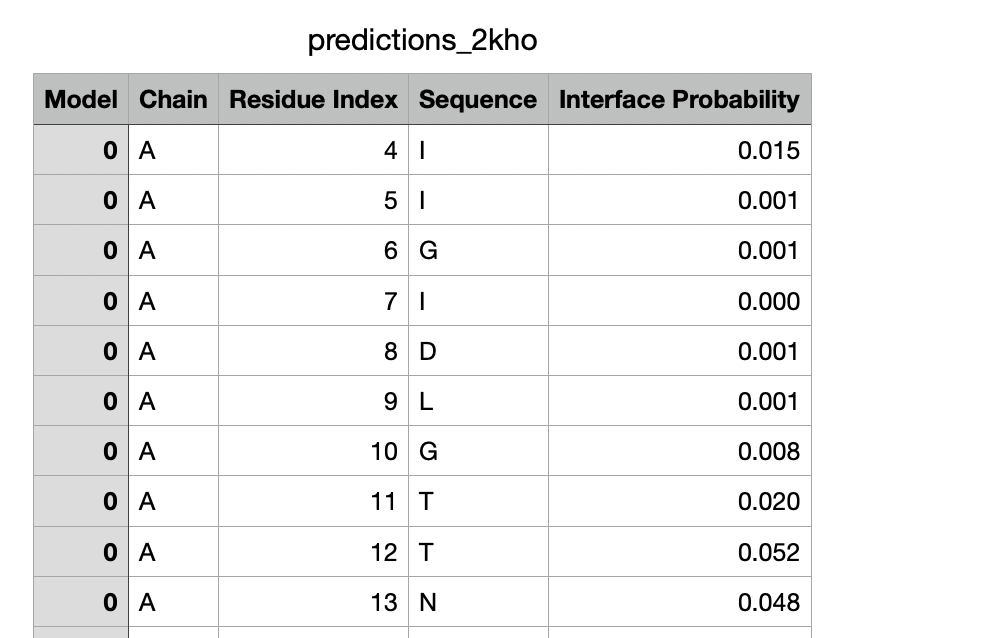 predictions_2kho
Model Chain Residue Index Sequence Interface Probability
0 A 4 I 0.015
0 A 5 I 0.001
0 A 6 G 0.001
0 A 7 I 0.000
0 A 8 D 0.001
0 A 9 L 0.001
0 A 10 G 0.008
0 A 11 T 0.020
0 A 12 T 0.052
0 A 13 N 0.048